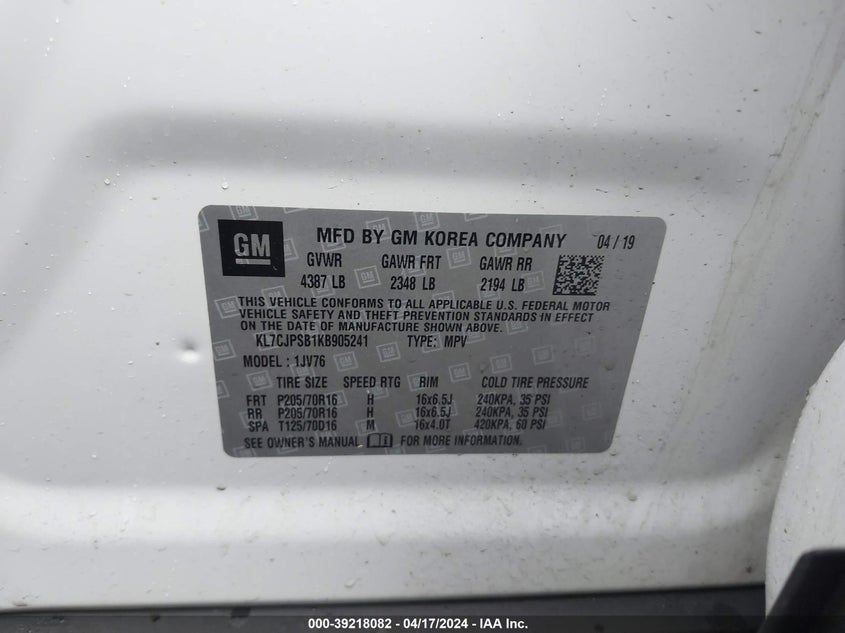 GM
MFD BY GM KOREA COMPANY 04/19
GVWR GAWR FRT GAWR RR
4387 LB 2348 LB 2194 LB
THIS VEHICLE CONFORMS TO ALL APPLICABLE U.S. FEDERAL MOTOR
VEHICLE SAFETY AND THEFT PREVENTION STANDARDS IN EFFECT
ON THE DATE OF MANUFACTURE SHOWN ABOVE.
KL7CJPSB1KB905241 TYPE: MPV
MODEL: 1JV76
TIRE SIZE SPEED RTG RIM COLD TIRE PRESSURE
FRT P205/70R16 H 16x6.5J 240KPA, 35 PSI
RR P205/70R16 H 16x6.5J 240KPA, 35 PSI
SPA T125/70D16 M 16x4.0T 420KPA, 60 PSI
SEE OWNER'S MANUAL FOR MORE INFORMATION.
000-39218082 - 04/17/2024 - IAA Inc.